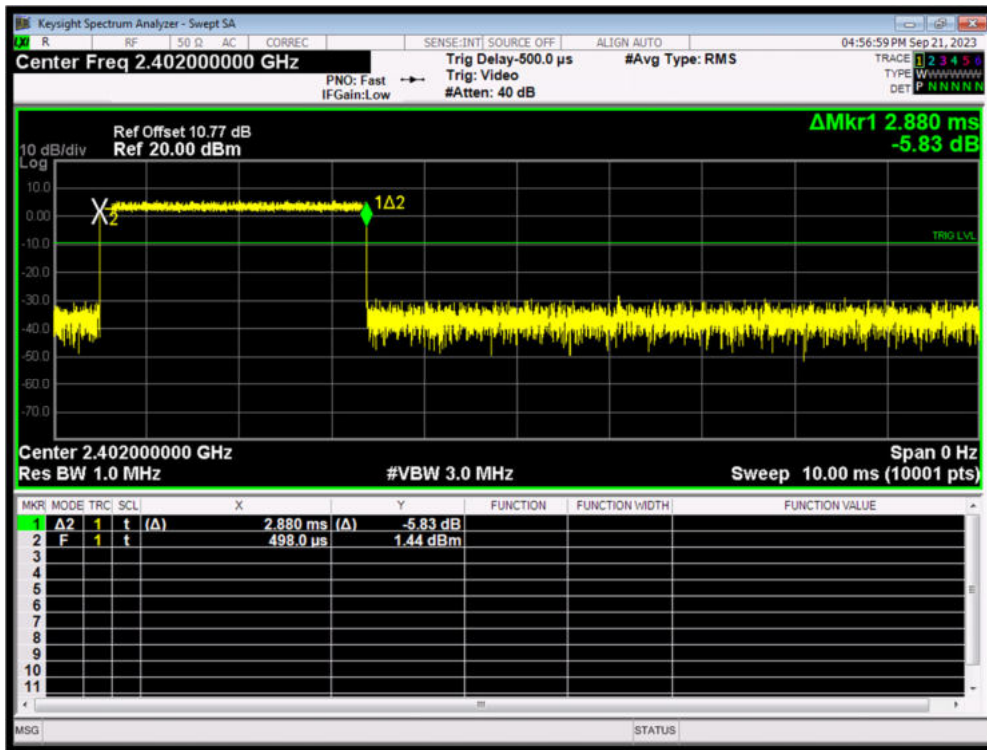 Keysight Spectrum Analyzer - Swept SA
LXI R RF 50 Ω AC CORREC SENSE:INT SOURCE OFF ALIGN AUTO 04:56:59 PM Sep 21, 2023
Center Freq 2.402000000 GHz
PNO: Fast
IFGain:Low
Trig Delay-500.0 µs
Trig: Video
#Atten: 40 dB
#Avg Type: RMS
TRACE 1 2 3 4 5 6
TYPE WWWWWW
DET P N N N N N
ΔMkr1 2.880 ms
-5.83 dB
Ref Offset 10.77 dB
10 dB/div Ref 20.00 dBm
Log
10.0
0.00
-10.0
-20.0
-30.0
-40.0
-50.0
-60.0
-70.0
2
1Δ2
TRIG LVL
Center 2.402000000 GHz Span 0 Hz
Res BW 1.0 MHz #VBW 3.0 MHz Sweep 10.00 ms (10001 pts)
MKR MODE TRC SCL X Y FUNCTION FUNCTION WIDTH FUNCTION VALUE
1 Δ2 1 t (Δ) 2.880 ms (Δ) -5.83 dB
2 F 1 t 498.0 µs 1.44 dBm
3
4
5
6
7
8
9
10
11
MSG STATUS